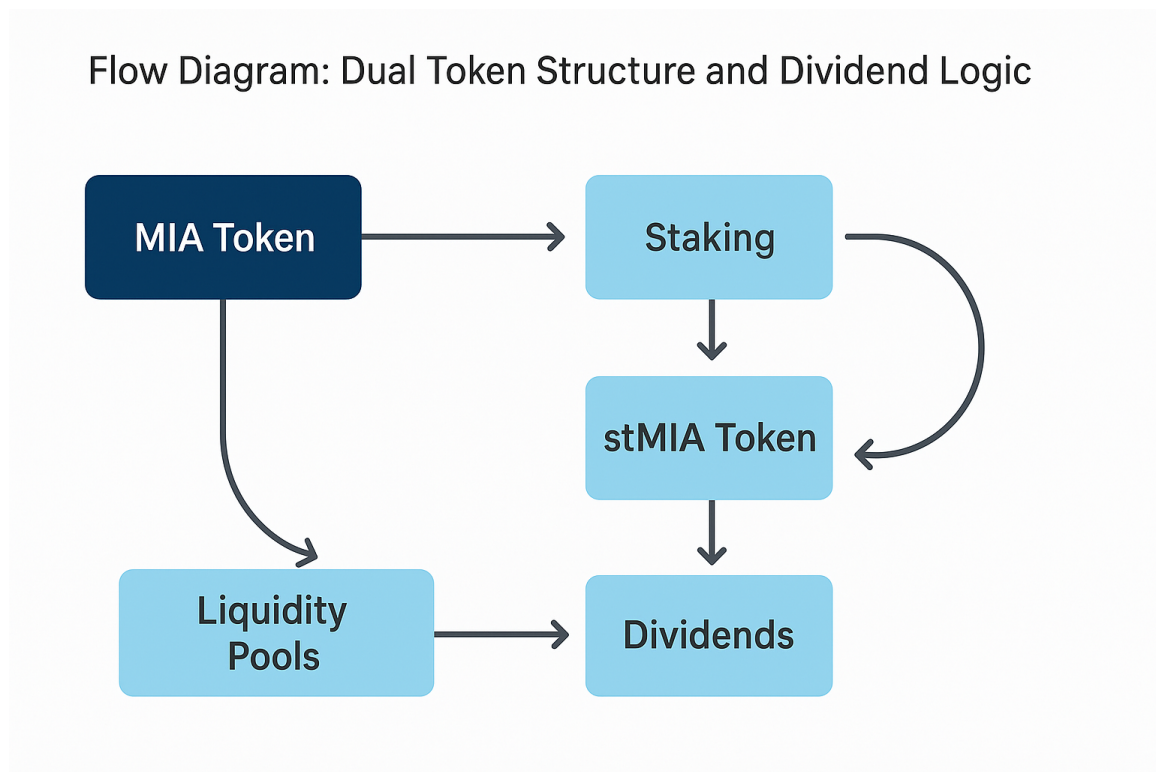 Flow Diagram: Dual Token Structure and Dividend Logic
MIA Token
Staking
stMIA Token
Liquidity
Pools
Dividends